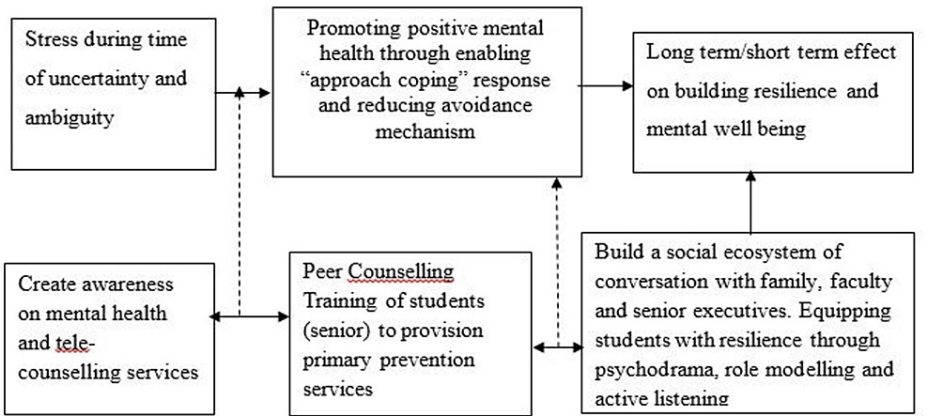 Stress during time
of uncertainty and
ambiguity
Promoting positive mental
health through enabling
“approach coping” response
and reducing avoidance
mechanism
Long term/short term effect
on building resilience and
mental well being
Create awareness
on mental health
and tele-
counselling services
Peer Counselling
Training of students
(senior) to provision
primary prevention
services
Build a social ecosystem of
conversation with family, faculty
and senior executives. Equipping
students with resilience through
psychodrama, role modelling and
active listening